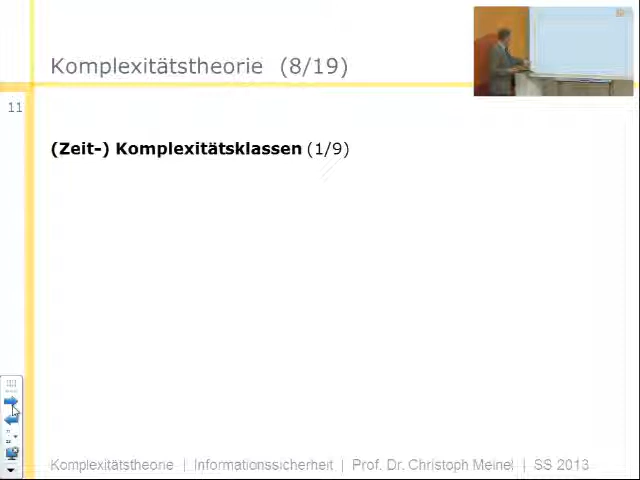 Komplexitätstheorie (8/19)
11
(Zeit-) Komplexitätsklassen (1/9)
Komplexitätstheorie | Informationssicherheit | Prof. Dr. Christoph Meinel | SS 2013